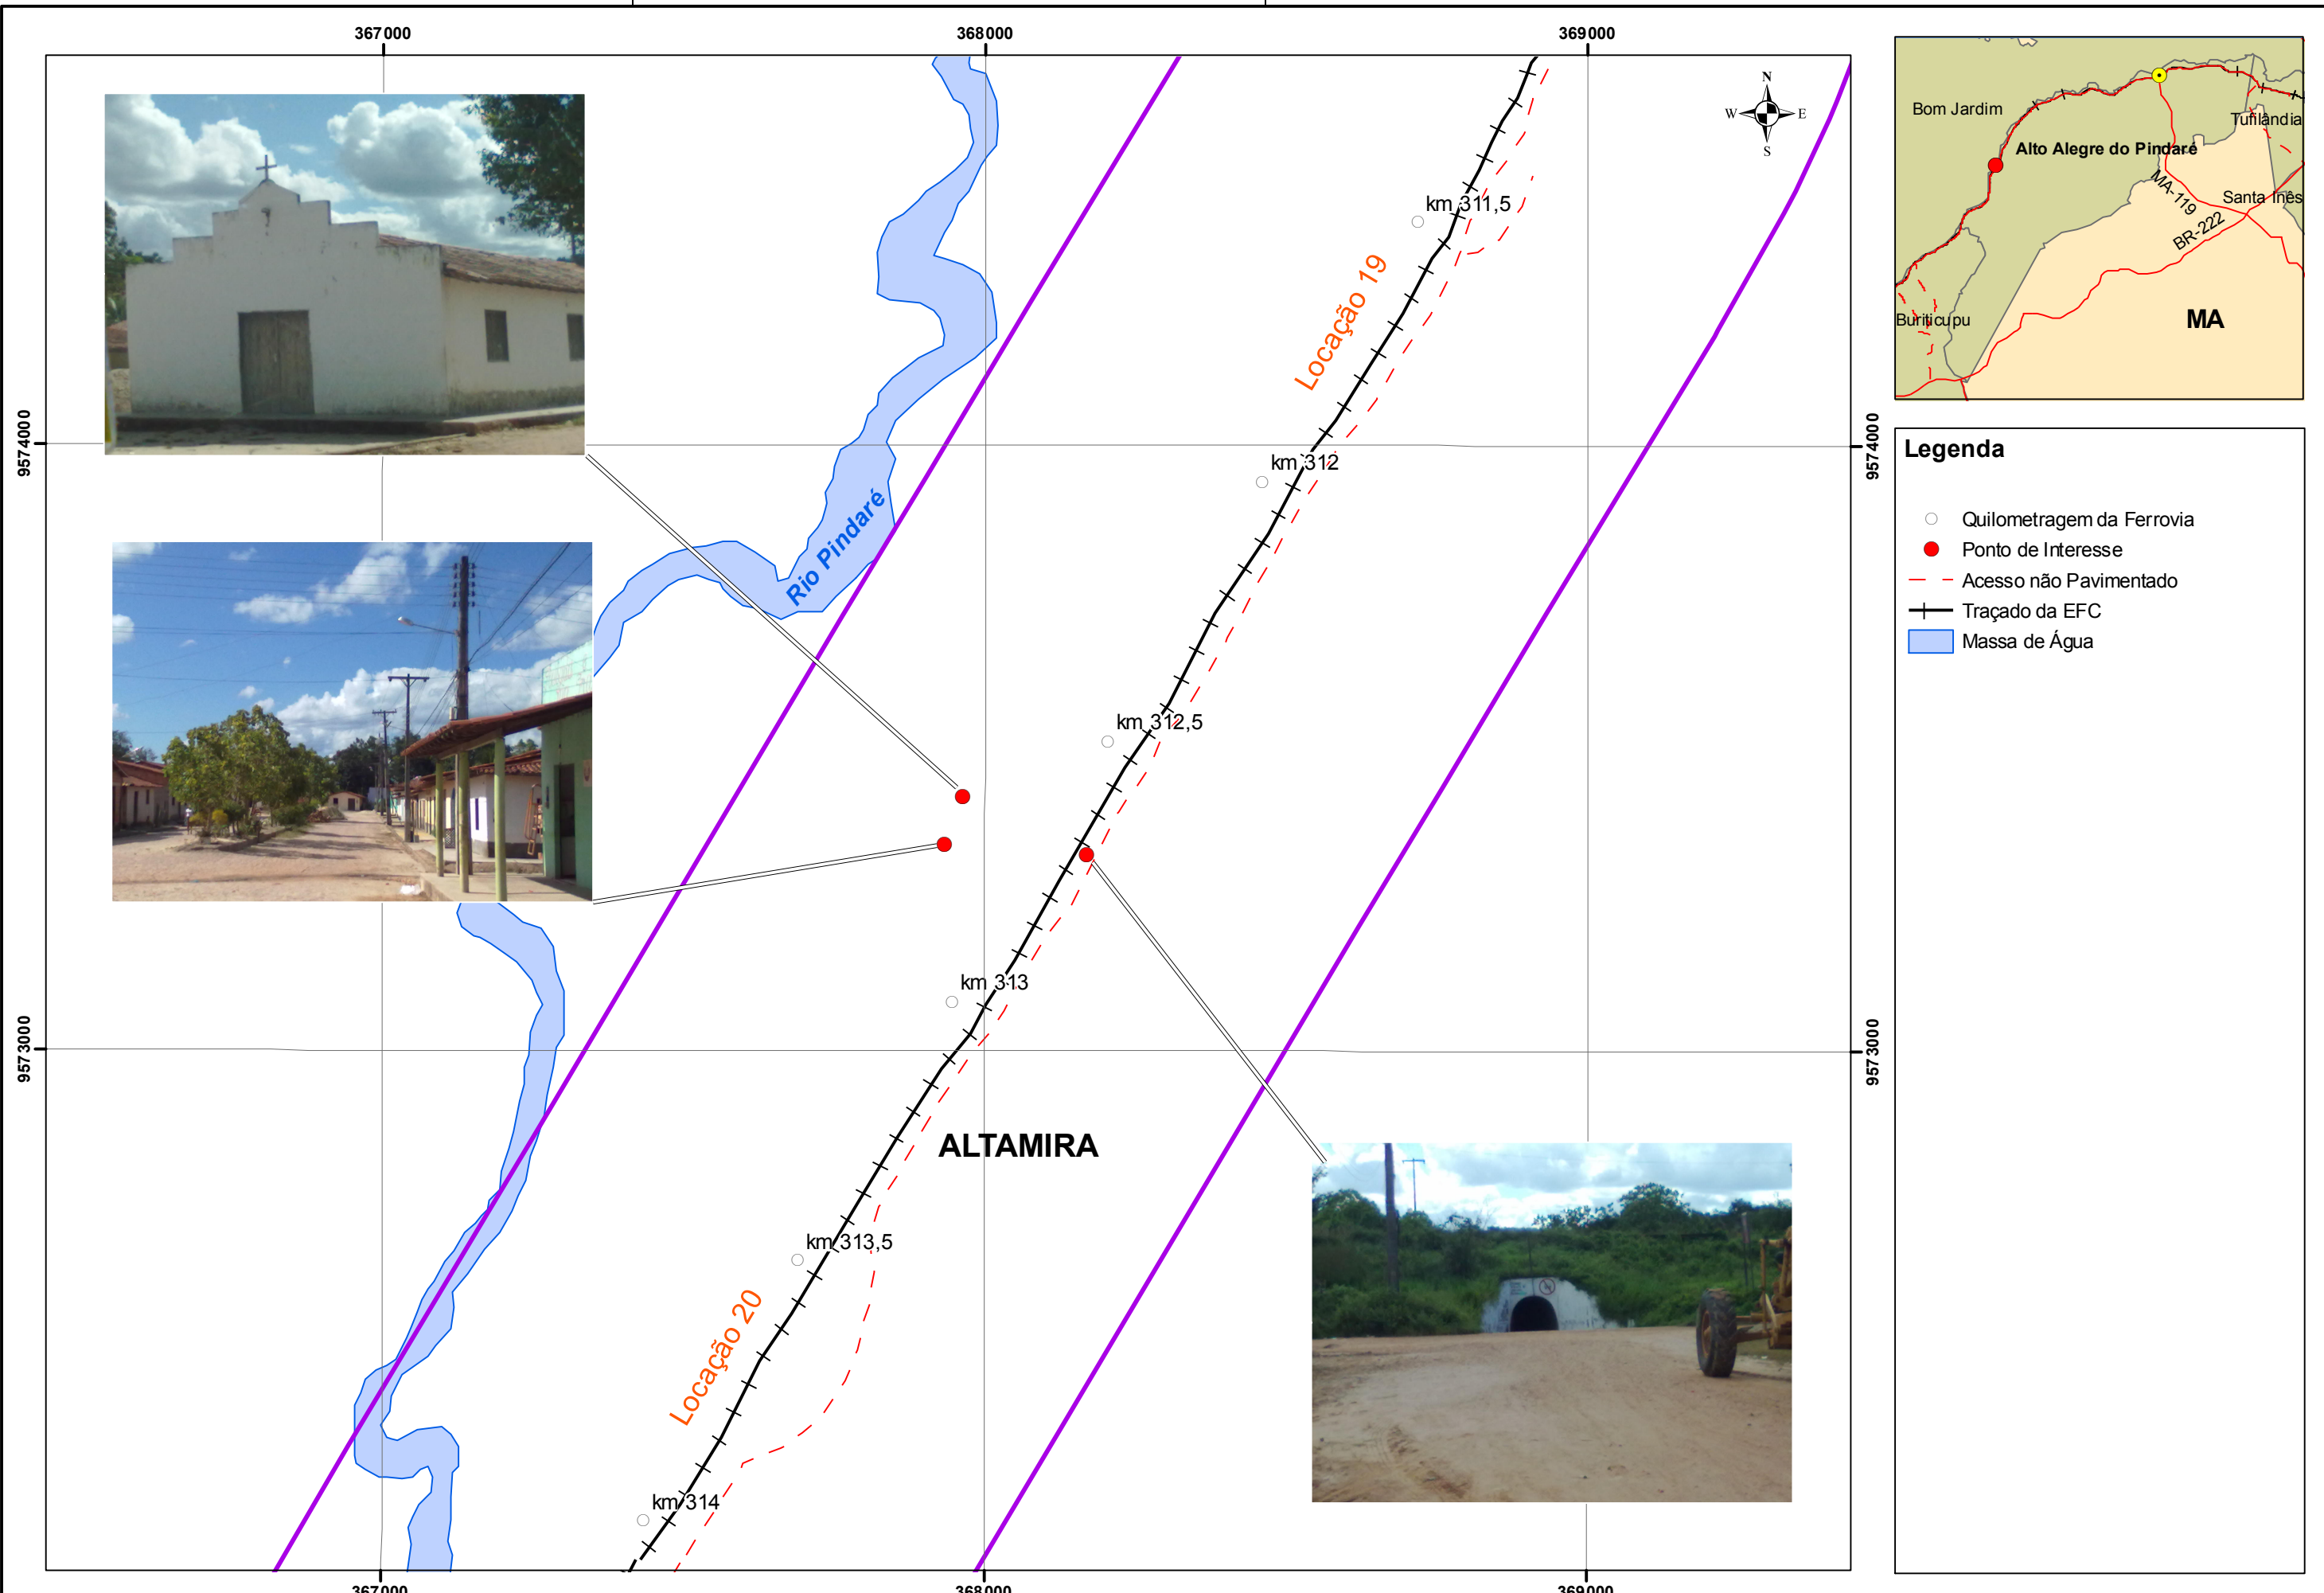 367000
368000
369000
N
W
E
S
km 311,5
Locação 19
9574000
9574000
km 312
Rio Pindaré
km 312,5
km 313
9573000
9573000
ALTAMIRA
km 313,5
Locação 20
km 314
367000
368000
369000
Bom Jardim
Tufilândia
Alto Alegre do Pindaré
MA-119
Santa Inês
BR-222
Buriticupu
MA
Legenda
Quilometragem da Ferrovia
Ponto de Interesse
Acesso não Pavimentado
Traçado da EFC
Massa de Água